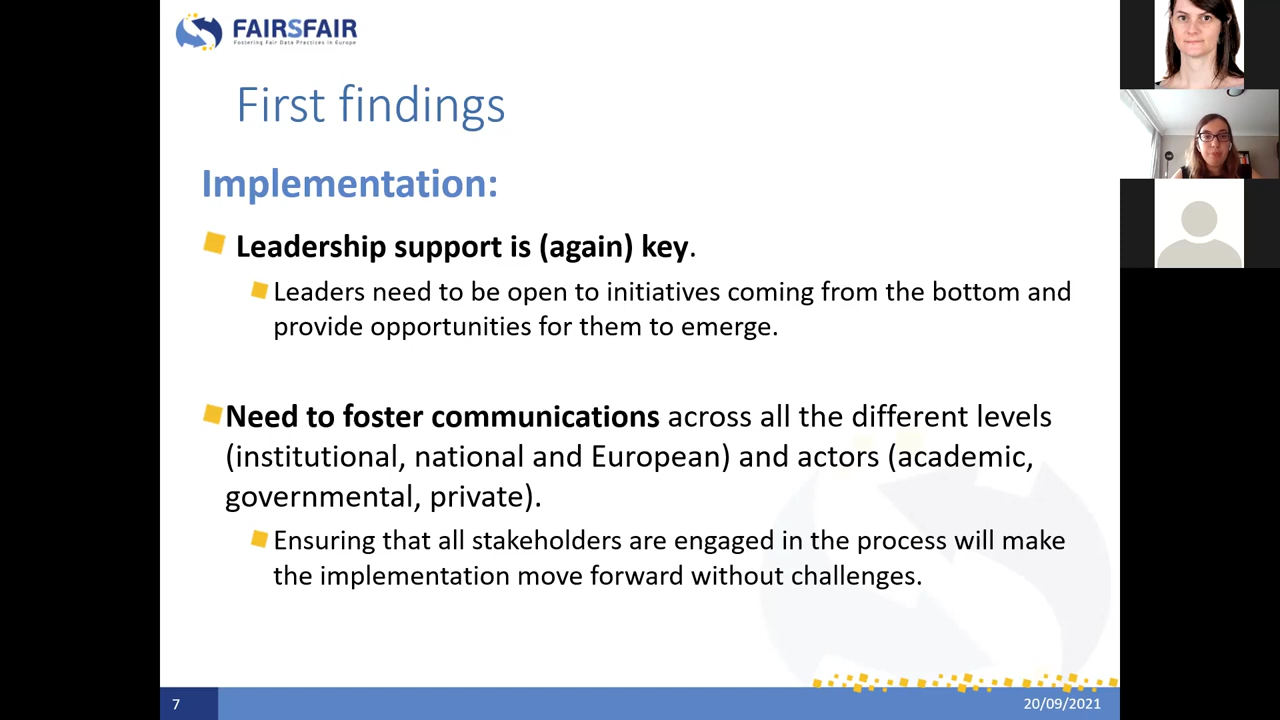 FAIRSFAIR
Fostering Fair Data Practices in Europe
First findings
Implementation:
Leadership support is (again) key.
Leaders need to be open to initiatives coming from the bottom and
provide opportunities for them to emerge.
Need to foster communications across all the different levels
(institutional, national and European) and actors (academic,
governmental, private).
Ensuring that all stakeholders are engaged in the process will make
the implementation move forward without challenges.
7
20/09/2021